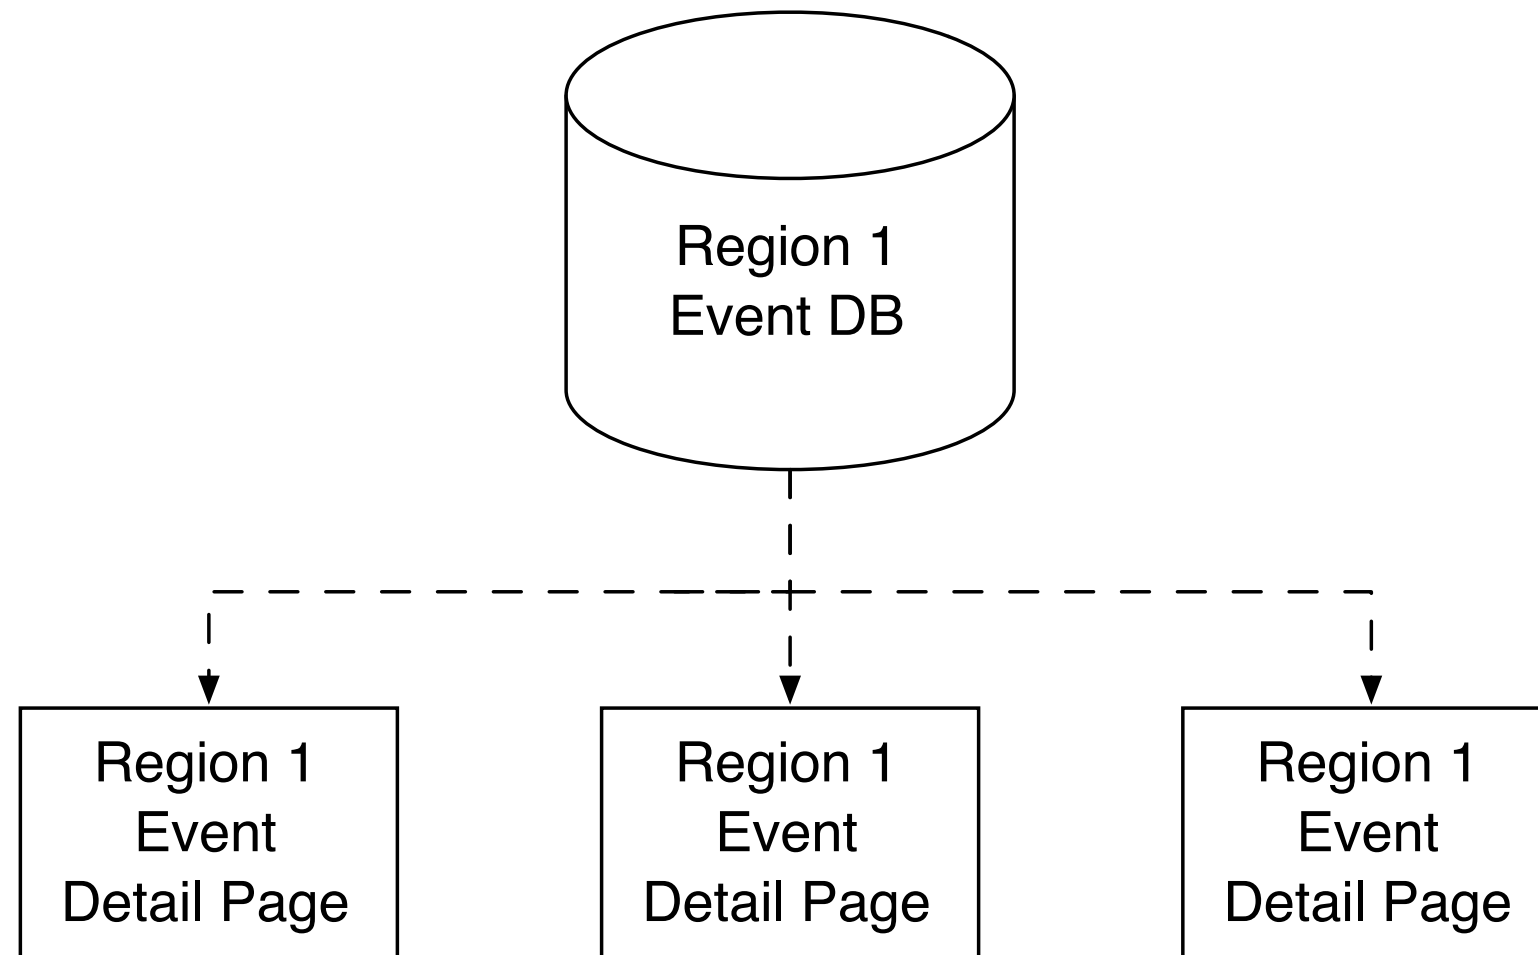 Region 1
Event DB
Region 1
Event
Detail Page
Region 1
Event
Detail Page
Region 1
Event
Detail Page